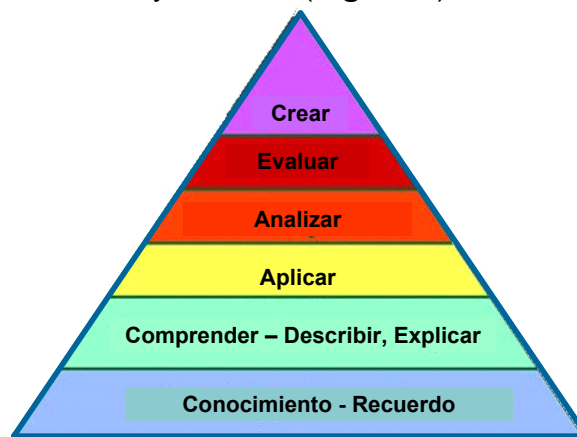 Crear
Evaluar
Analizar
Aplicar
Comprender – Describir, Explicar
Conocimiento - Recuerdo